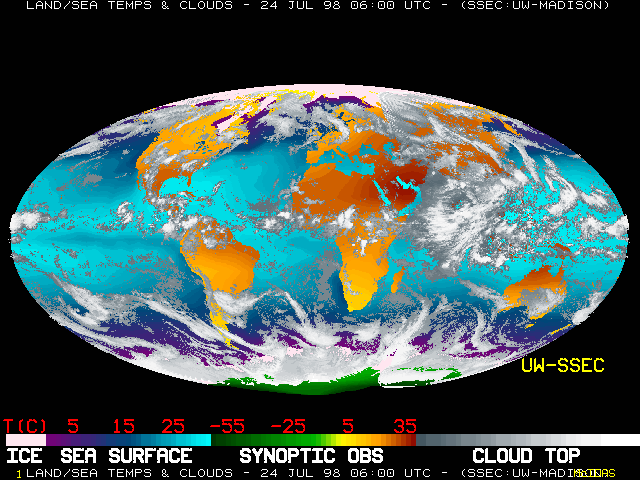 LAND/SEA TEMPS & CLOUDS - 24 JUL 98 06:00 UTC - (SSEC:UW-MADISON)
UW-SSEC
T(C) 5 15 25 -55 -25 5 35
ICE SEA SURFACE SYNOPTIC OBS CLOUD TOP
1 LAND/SEA TEMPS & CLOUDS - 24 JUL 98 06:00 UTC - (SSEC:UW-MADISON)